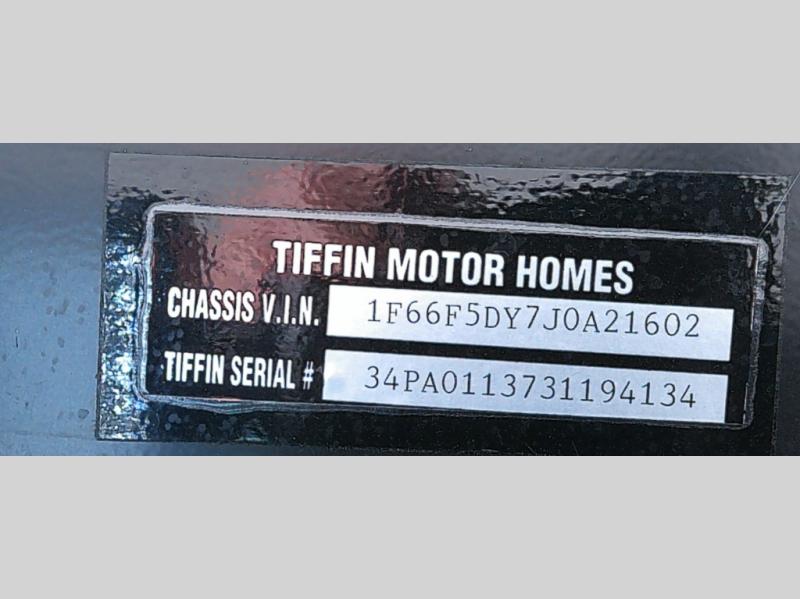 TIFFIN MOTOR HOMES
CHASSIS V.I.N. 1F66F5DY7J0A21602
TIFFIN SERIAL # 34PA0113731194134